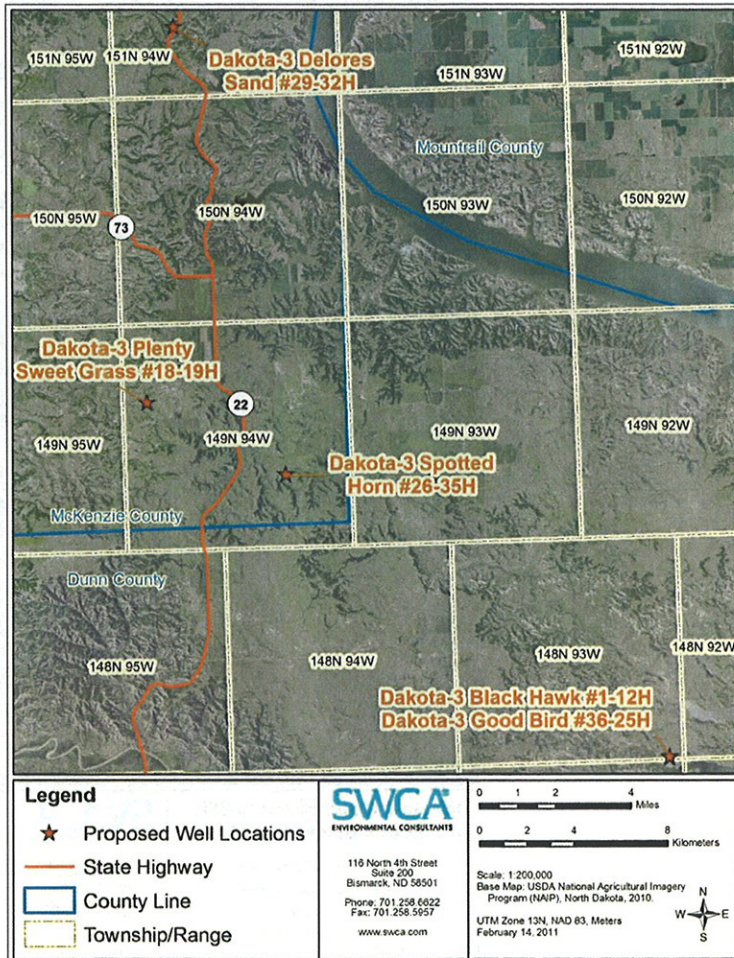 151N 95W
151N 94W
Dakota-3 Delores
Sand #29-32H
151N 93W
151N 92W
Mountrail County
150N 95W
73
150N 94W
150N 93W
150N 92W
Dakota-3 Plenty
Sweet Grass #18-19H
22
149N 95W
149N 94W
149N 93W
149N 92W
Dakota-3 Spotted
Horn #26-35H
McKenzie County
Dunn County
148N 95W
148N 94W
148N 93W
148N 92W
Dakota-3 Black Hawk #1-12H
Dakota-3 Good Bird #36-25H
Legend
Proposed Well Locations
State Highway
County Line
Township/Range
SWCA®
ENVIRONMENTAL CONSULTANTS
116 North 4th Street
Suite 200
Bismarck, ND 58501
Phone: 701.258.6622
Fax: 701.258.5957
www.swca.com
0 1 2 4
Miles
0 2 4 8
Kilometers
Scale: 1:200,000
Base Map: USDA National Agricultural Imagery
Program (NAIP), North Dakota, 2010.
UTM Zone 13N, NAD 83, Meters
February 14, 2011
N
W E
S